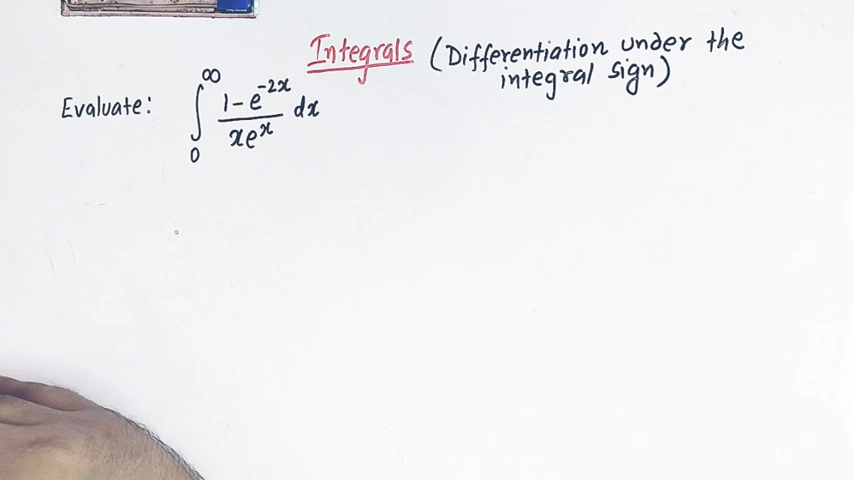 Integrals (Differentiation under the
integral sign)
Evaluate: ∫₀^∞ (1-e^{-2x})/(xe^x) dx